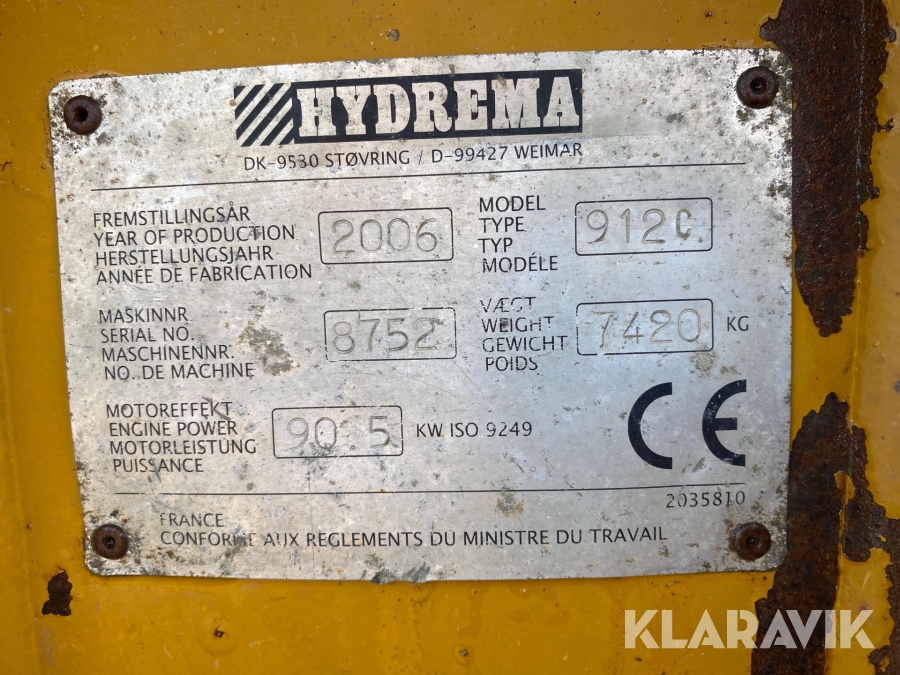 HYDREMA
DK-9530 STØVRING / D-99427 WEIMAR
FREMSTILLINGSÅR
YEAR OF PRODUCTION
HERSTELLUNGSJAHR
ANNÉE DE FABRICATION
2006
MODEL
TYPE
TYP
MODÉLE
912C
MASKINNR.
SERIAL NO.
MASCHINENNR.
NO. DE MACHINE
8752
VÆGT
WEIGHT
GEWICHT
POIDS
7420 KG
MOTOREFFEKT
ENGINE POWER
MOTORLEISTUNG
PUISSANCE
90.5 KW ISO 9249
CE
2035810
FRANCE
CONFORME AUX REGLEMENTS DU MINISTRE DU TRAVAIL
KLARAVIK